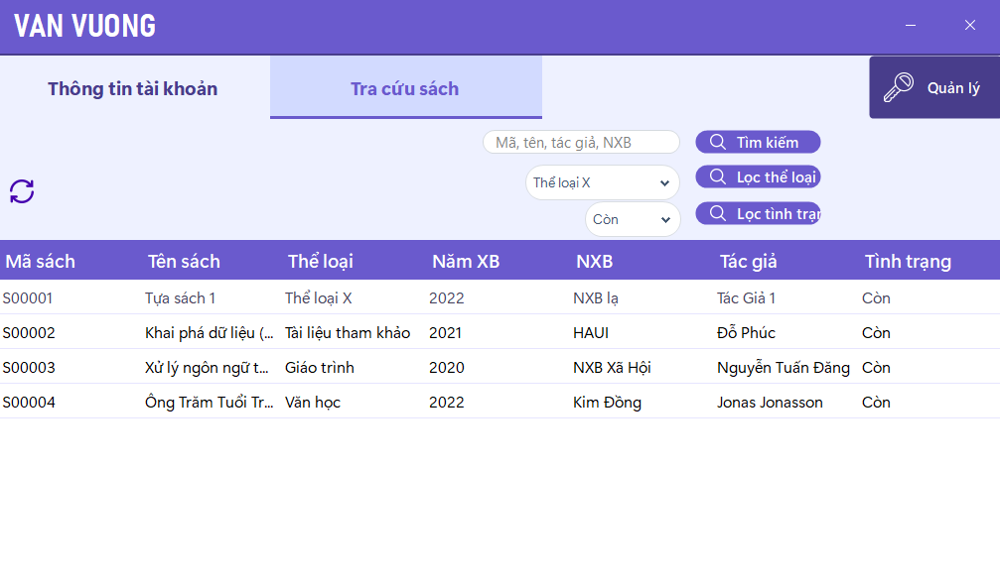 VAN VUONG
Thông tin tài khoản Tra cứu sách Quản lý
Mã, tên, tác giả, NXB Tìm kiếm
Thể loại X Lọc thể loại
Còn Lọc tình trạn
Mã sách Tên sách Thể loại Năm XB NXB Tác giả Tình trạng
S00001 Tựa sách 1 Thể loại X 2022 NXB lạ Tác Giả 1 Còn
S00002 Khai phá dữ liệu (... Tài liệu tham khảo 2021 HAUI Đỗ Phúc Còn
S00003 Xử lý ngôn ngữ t... Giáo trình 2020 NXB Xã Hội Nguyễn Tuấn Đăng Còn
S00004 Ông Trăm Tuổi Tr... Văn học 2022 Kim Đồng Jonas Jonasson Còn